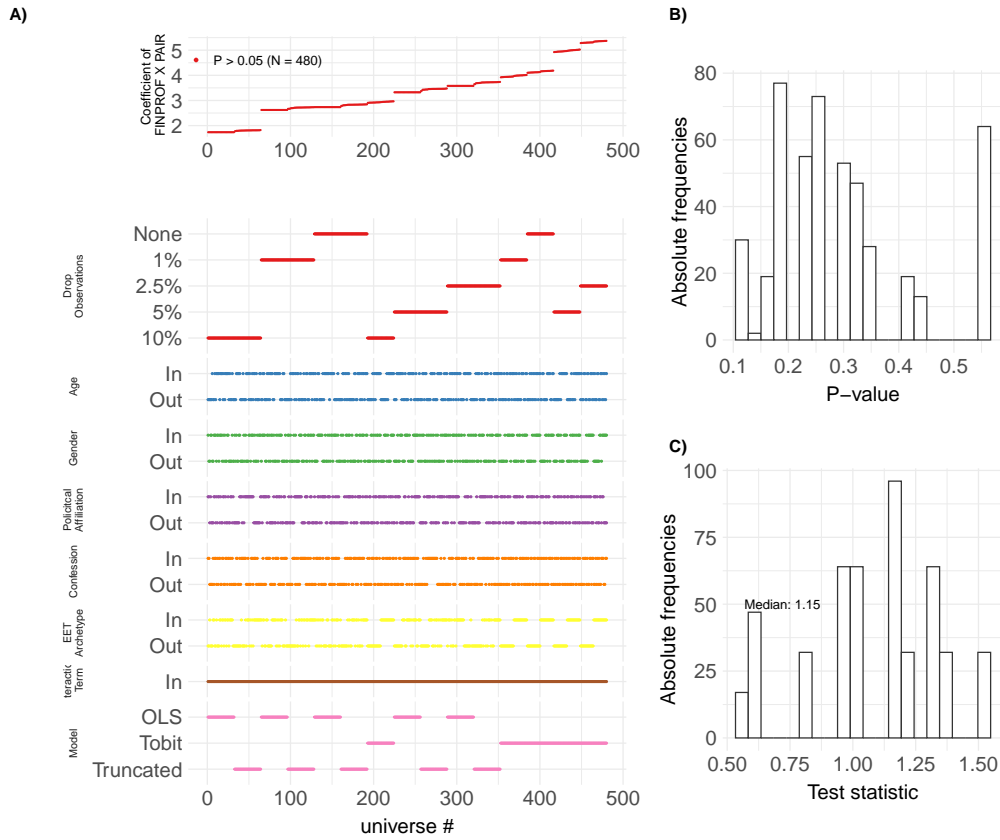 A)
Coefficient of
FINPROF X PAIR
5
4
3
2
P > 0.05 (N = 480)
0
100
200
300
400
500
Drop
Observations
None
1%
2.5%
5%
10%
Age
In
Out
Gender
In
Out
Policitcal
Affiliation
In
Out
Confession
In
Out
EET
Archetype
In
Out
teractic
Term
In
Model
OLS
Tobit
Truncated
0
100
200
300
400
500
universe #
B)
Absolute frequencies
80
60
40
20
0
0.1
0.2
0.3
0.4
0.5
P−value
C)
Absolute frequencies
100
75
50
25
0
Median: 1.15
0.50
0.75
1.00
1.25
1.50
Test statistic